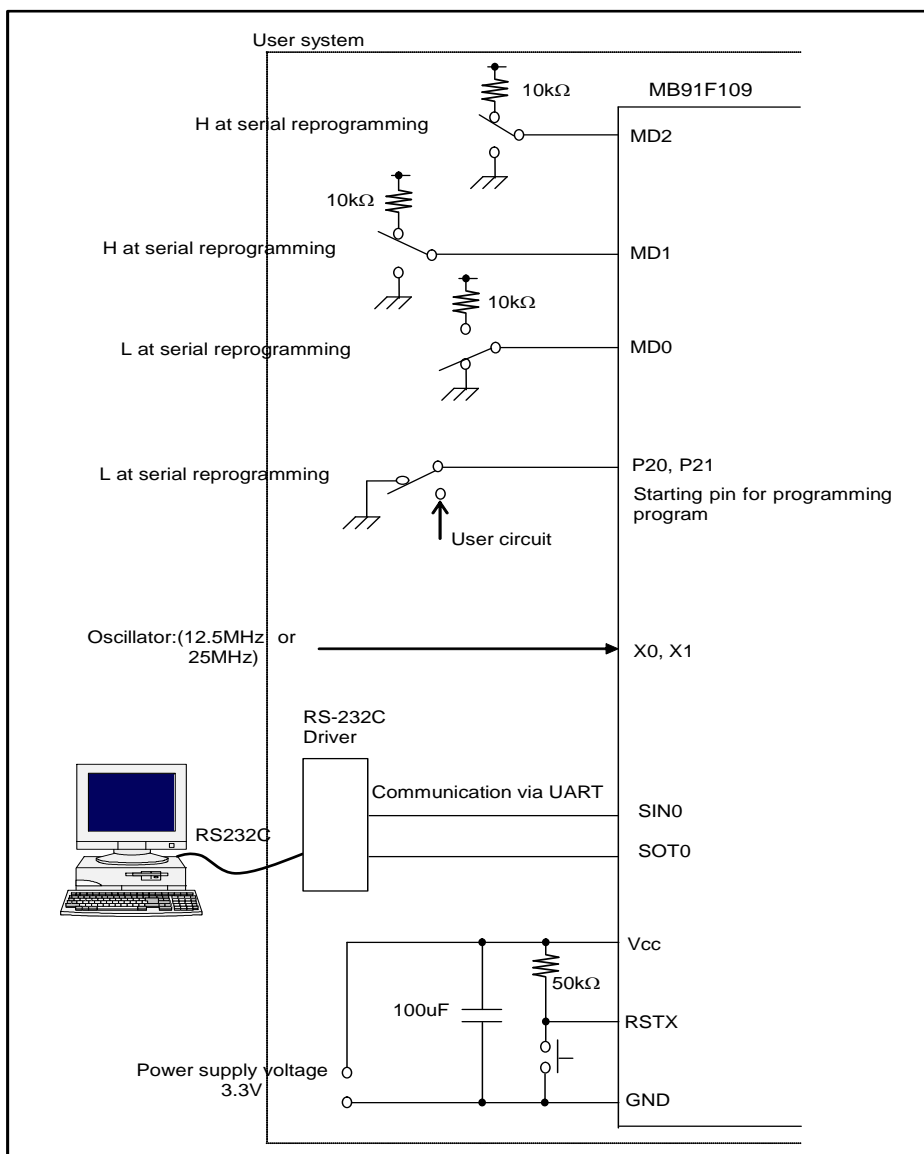 User system
10kΩ
MB91F109
H at serial reprogramming
MD2
10kΩ
H at serial reprogramming
MD1
10kΩ
L at serial reprogramming
MD0
L at serial reprogramming
P20, P21
Starting pin for programming
program
User circuit
Oscillator:(12.5MHz or
25MHz)
X0, X1
RS-232C
Driver
Communication via UART
SIN0
RS232C
SOT0
Vcc
50kΩ
100uF
RSTX
Power supply voltage
3.3V
GND